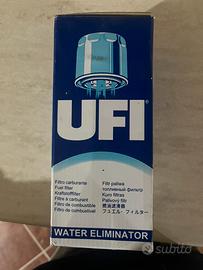 UFI
Filtro carburante
Fuel filter
Kraftstoffilter
Filtre à carburant
Filtro de combustible
Filtro de combustível
Filtr paliwa
топливный фильтр
Kuro filtras
Palivový filtr
燃油滤清器
フュエル・フィルター
WATER ELIMINATOR
subito